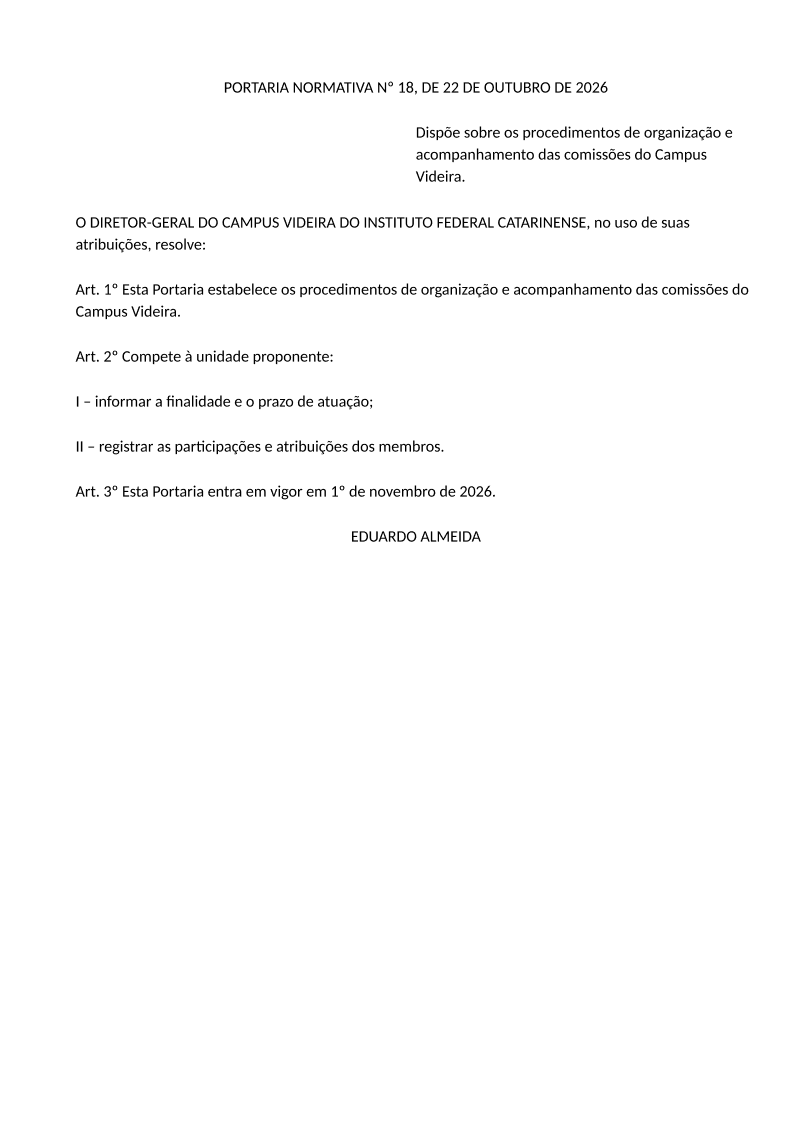 PORTARIA NORMATIVA Nº 18, DE 22 DE OUTUBRO DE 2026
Dispõe sobre os procedimentos de organização e
acompanhamento das comissões do Campus
Videira.
O DIRETOR-GERAL DO CAMPUS VIDEIRA DO INSTITUTO FEDERAL CATARINENSE, no uso de suas
atribuições, resolve:
Art. 1º Esta Portaria estabelece os procedimentos de organização e acompanhamento das comissões do
Campus Videira.
Art. 2º Compete à unidade proponente:
I – informar a finalidade e o prazo de atuação;
II – registrar as participações e atribuições dos membros.
Art. 3º Esta Portaria entra em vigor em 1º de novembro de 2026.
EDUARDO ALMEIDA